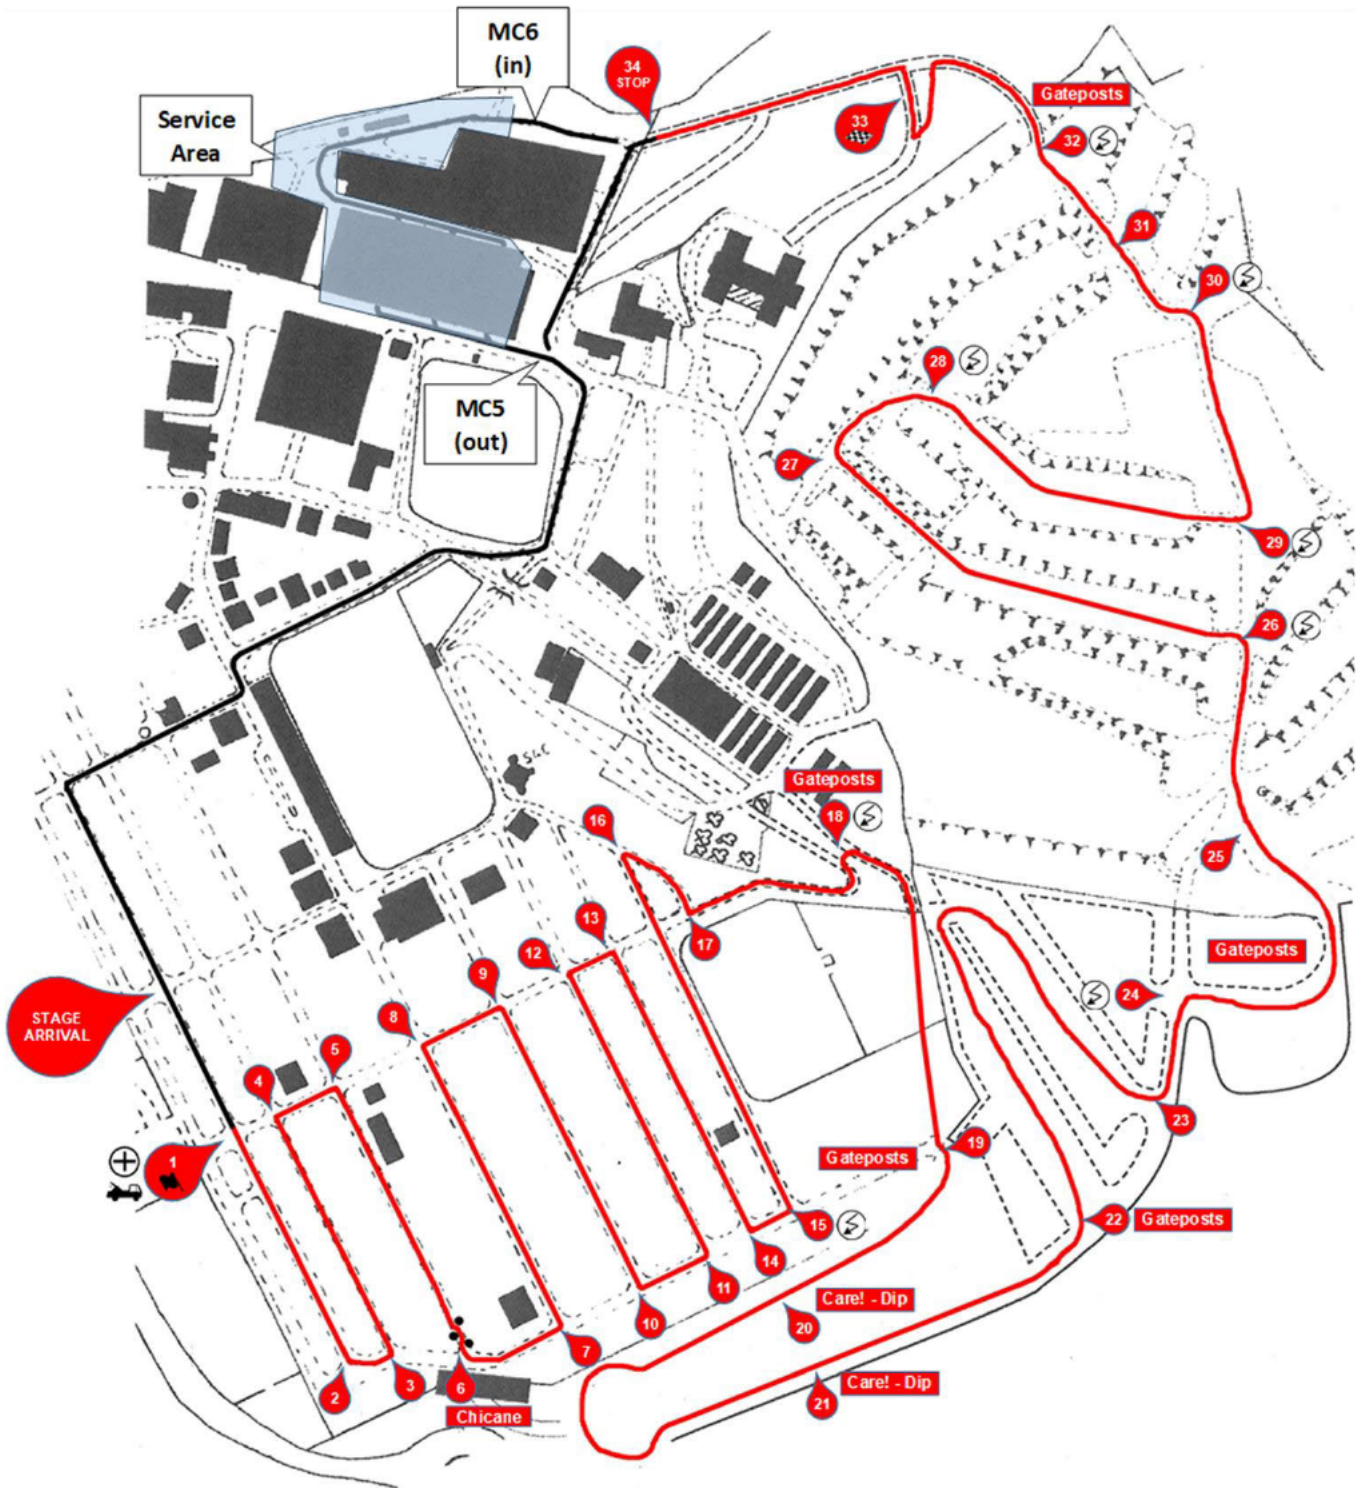 MC6
(in)
34
STOP
Gateposts
Service
Area
33
32
31
30
28
MC5
(out)
27
29
26
S&C
Gateposts
18
16
25
13
17
12
Gateposts
9
24
STAGE
ARRIVAL
8
5
4
23
19
Gateposts
1
22
Gateposts
15
14
11
Care! - Dip
10
20
7
2
3
6
Care! - Dip
21
Chicane